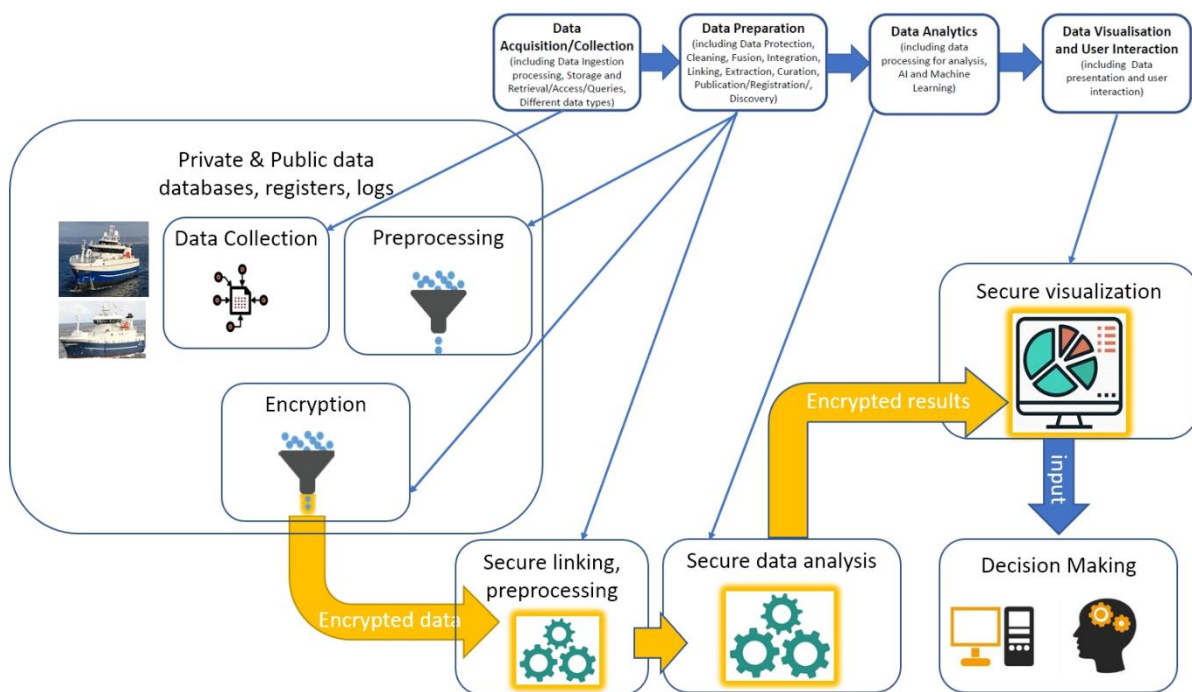 Data
Acquisition/Collection
(including Data Ingestion
processing, Storage and
Retrieval/Access/Queries,
Different data types)
Data Preparation
(including Data Protection,
Cleaning, Fusion, Integration,
Linking, Extraction, Curation,
Publication/Registration/,
Discovery)
Data Analytics
(including data
processing for analysis,
AI and Machine
Learning)
Data Visualisation
and User Interaction
(including Data
presentation and user
interaction)
Private & Public data
databases, registers, logs
Data Collection
Preprocessing
Encryption
Encrypted data
Secure linking,
preprocessing
Secure data analysis
Encrypted results
Secure visualization
input
Decision Making